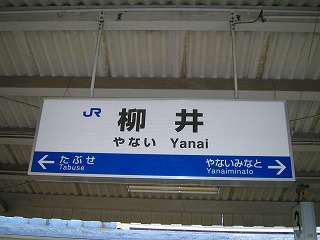 JR 柳井
やない Yanai
← たぶせ やないみなと →
Tabuse Yanaiminato